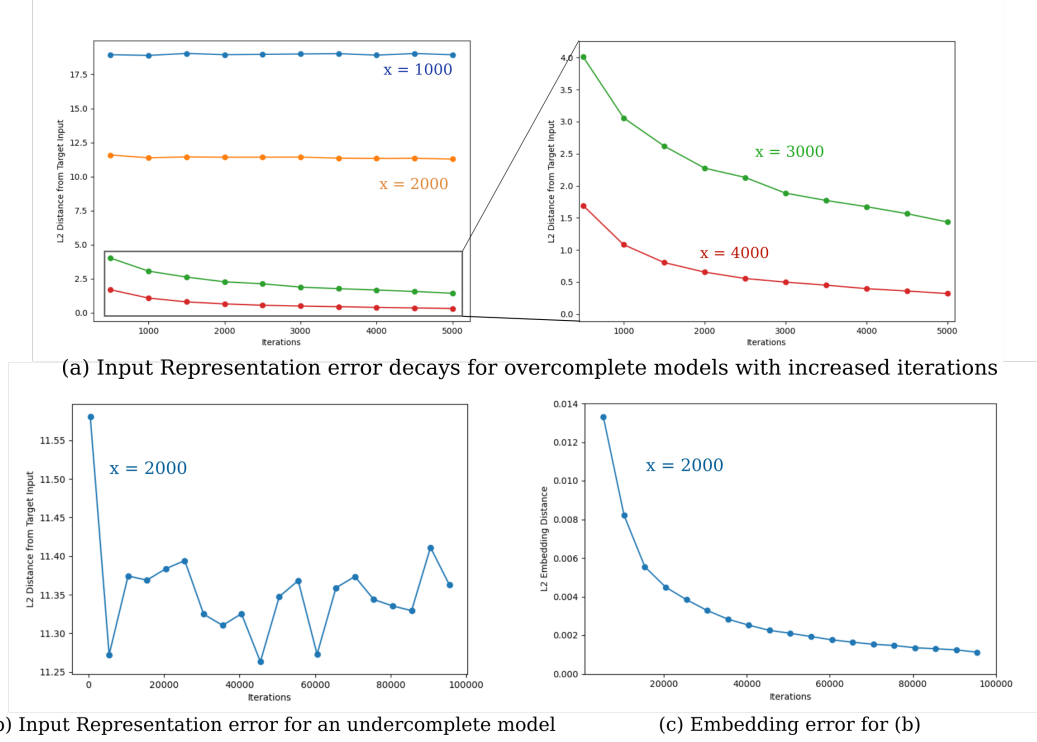 17.5
15.0
12.5
10.0
7.5
5.0
2.5
0.0
L2 Distance from Target Input
x = 1000
x = 2000
1000 2000 3000 4000 5000
Iterations
4.0
3.5
3.0
2.5
2.0
1.5
1.0
0.5
0.0
L2 Distance from Target Input
x = 3000
x = 4000
1000 2000 3000 4000 5000
Iterations
(a) Input Representation error decays for overcomplete models with increased iterations
11.55
11.50
11.45
11.40
11.35
11.30
11.25
L2 Distance from Target Input
x = 2000
0 20000 40000 60000 80000 100000
Iterations
0.014
0.012
0.010
0.008
0.006
0.004
0.002
0.000
L2 Embedding Distance
x = 2000
20000 40000 60000 80000 100000
Iterations
) Input Representation error for an undercomplete model
(c) Embedding error for (b)